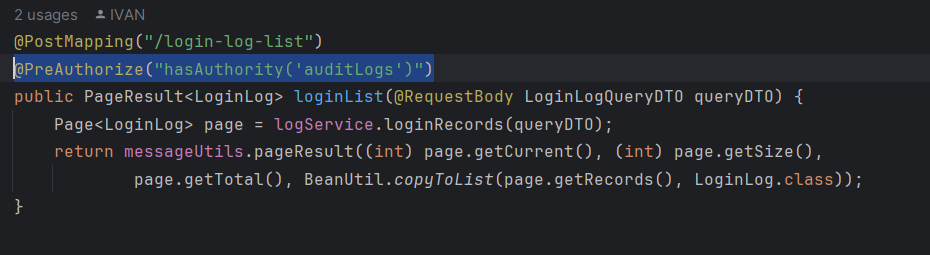 2 usages IVAN
@PostMapping("/login-log-list")
@PreAuthorize("hasAuthority('auditLogs')")
public PageResult<LoginLog> loginList(@RequestBody LoginLogQueryDTO queryDTO) {
    Page<LoginLog> page = logService.loginRecords(queryDTO);
    return messageUtils.pageResult((int) page.getCurrent(), (int) page.getSize(),
            page.getTotal(), BeanUtil.copyToList(page.getRecords(), LoginLog.class));
}